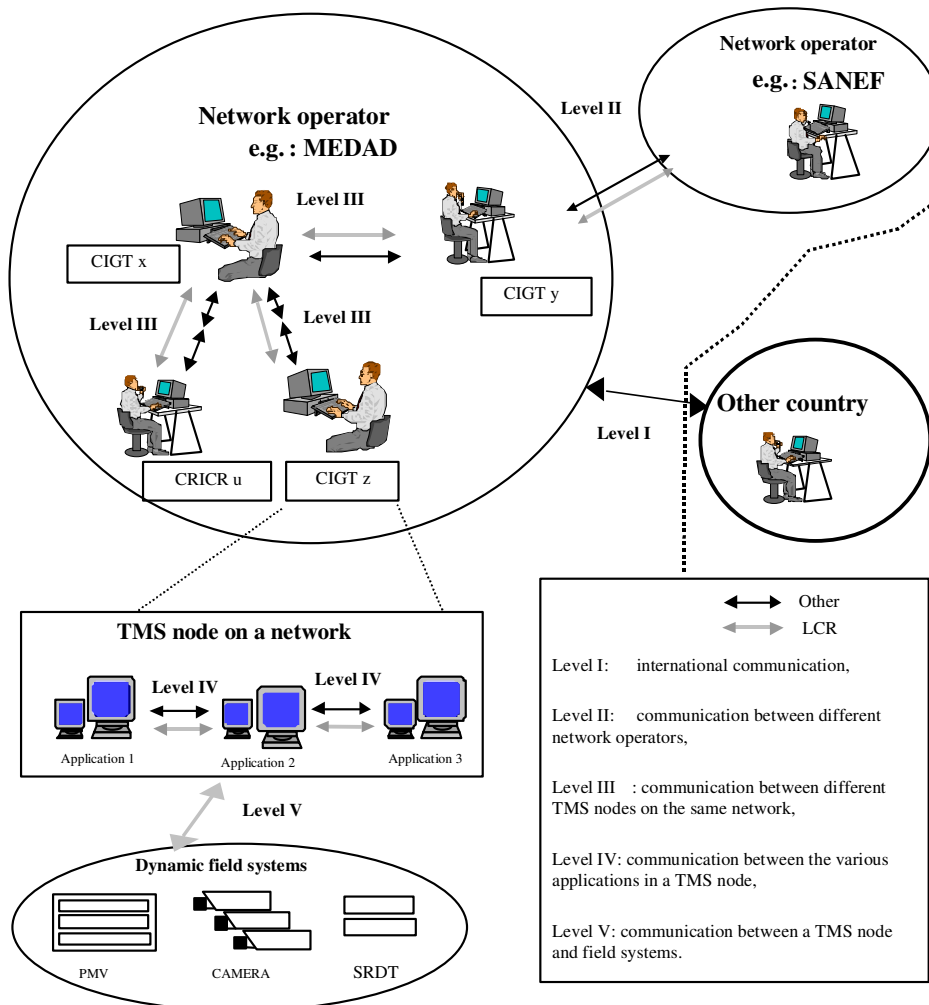 Network operator
e.g. : SANEF
Level II
Network operator
e.g. : MEDAD
Level III
CIGT x
CIGT y
Level III
Level III
Level I
Other country
CRICR u
CIGT z
TMS node on a network
Level IV
Level IV
Application 1
Application 2
Application 3
Level V
Dynamic field systems
PMV
CAMERA
SRDT
Other
LCR
Level I: international communication,
Level II: communication between different
network operators,
Level III : communication between different
TMS nodes on the same network,
Level IV: communication between the various
applications in a TMS node,
Level V: communication between a TMS node
and field systems.